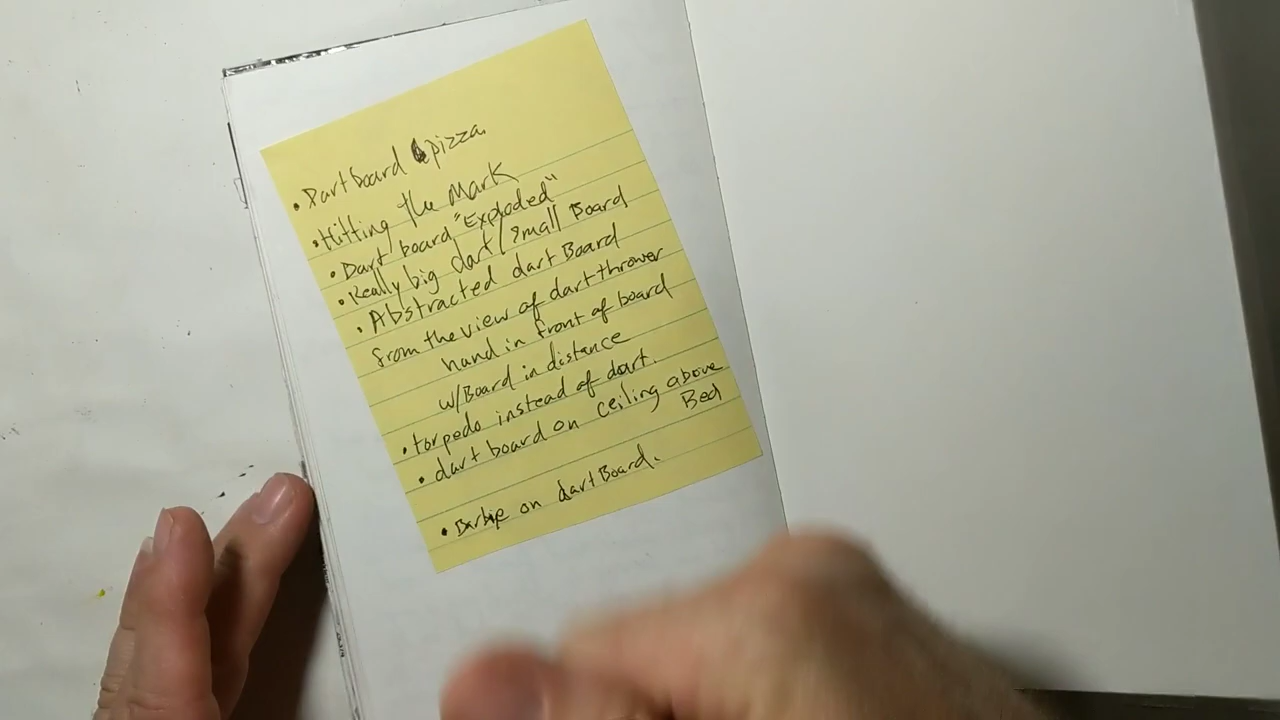 • Dartboard pizza.
• Hitting the Mark
• Dart board "Exploded"
• Really big dart/small Board
• Abstracted dart Board
from the view of dart thrower
hand in front of board
w/Board in distance
• torpedo instead of dart.
• dart board on ceiling above
Bed
• Barbie on dartBoard.